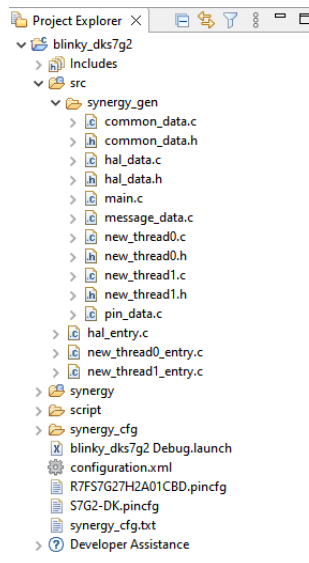 Project Explorer
blinky_dks7g2
Includes
src
synergy_gen
common_data.c
common_data.h
hal_data.c
hal_data.h
main.c
message_data.c
new_thread0.c
new_thread0.h
new_thread1.c
new_thread1.h
pin_data.c
hal_entry.c
new_thread0_entry.c
new_thread1_entry.c
synergy
script
synergy_cfg
blinky_dks7g2 Debug.launch
configuration.xml
R7FS7G27H2A01CBD.pincfg
S7G2-DK.pincfg
synergy_cfg.txt
Developer Assistance